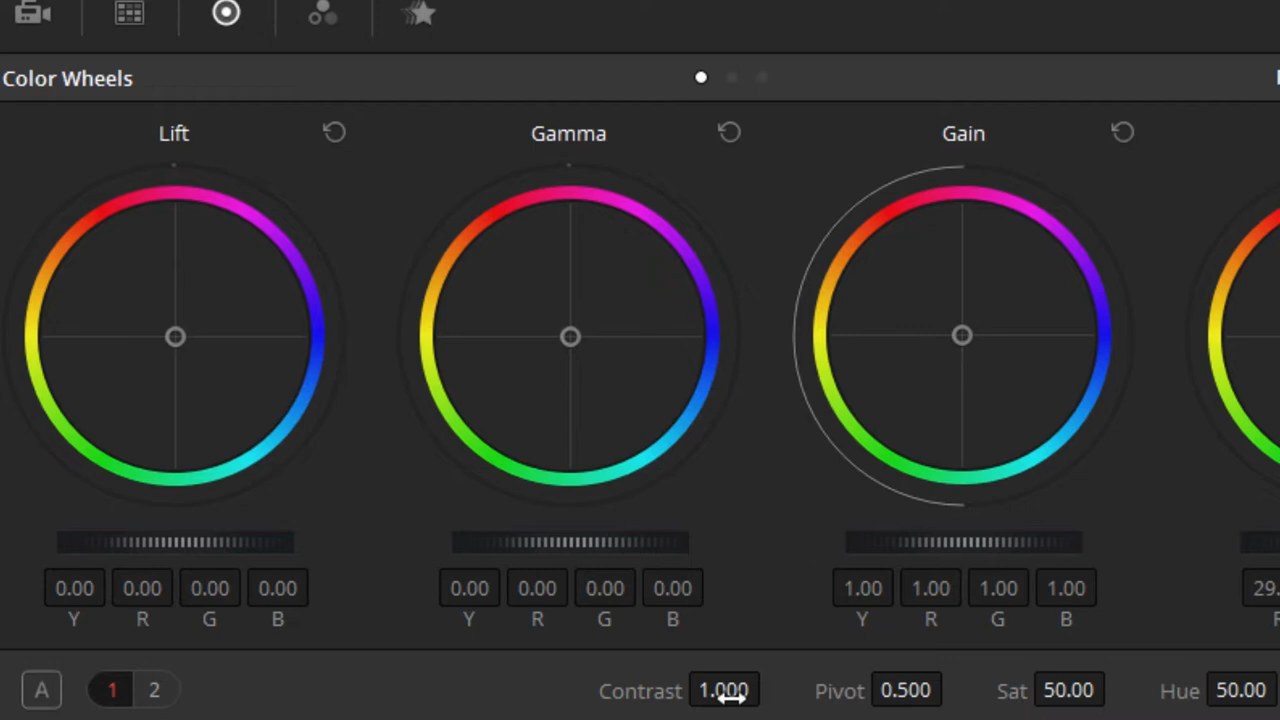 Color Wheels
Lift Gamma Gain
0.00 0.00 0.00 0.00 0.00 0.00 0.00 0.00 1.00 1.00 1.00 1.00 29.
Y R G B Y R G B Y R G B
A 1 2 Contrast 1.000 Pivot 0.500 Sat 50.00 Hue 50.00